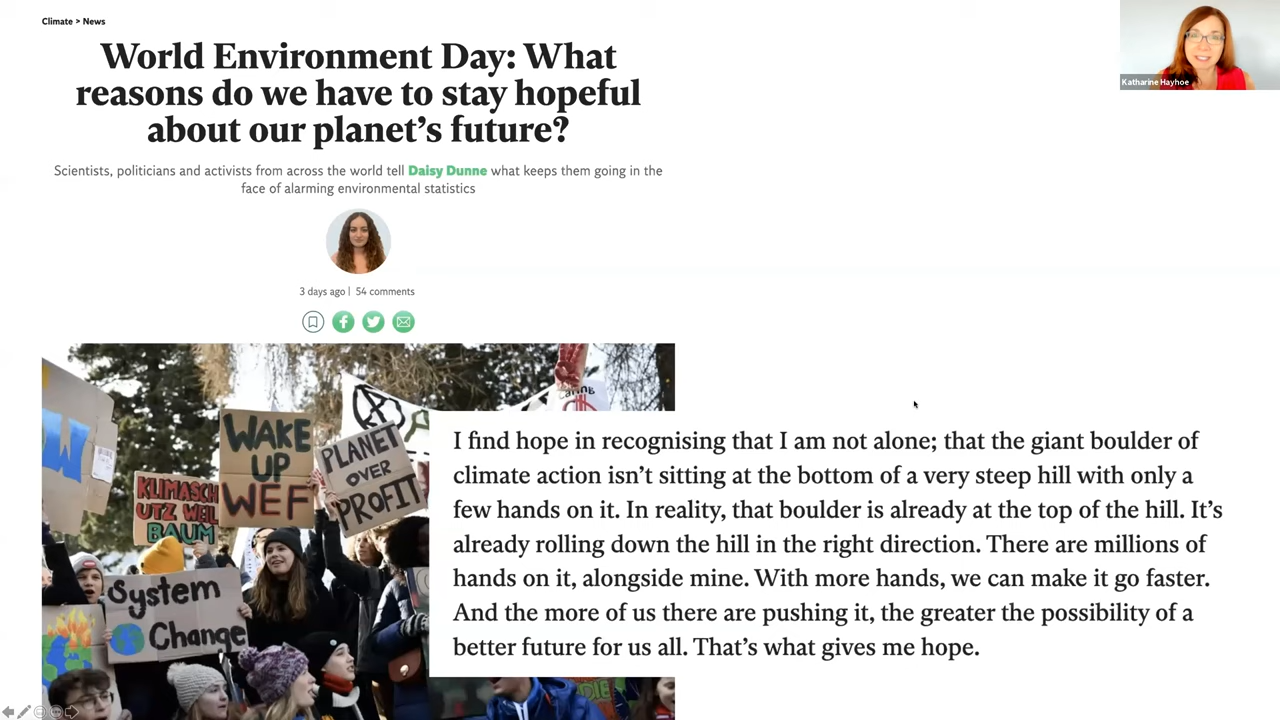 Climate > News
World Environment Day: What
reasons do we have to stay hopeful
about our planet's future?
Scientists, politicians and activists from across the world tell Daisy Dunne what keeps them going in the
face of alarming environmental statistics
3 days ago | 54 comments
Katharine Hayhoe
W
WAKE
UP
WEF
PLANET
OVER
PROFIT
KLIMASCH
UTZ WEIL
BAUM
System
Change
I find hope in recognising that I am not alone; that the giant boulder of
climate action isn't sitting at the bottom of a very steep hill with only a
few hands on it. In reality, that boulder is already at the top of the hill. It's
already rolling down the hill in the right direction. There are millions of
hands on it, alongside mine. With more hands, we can make it go faster.
And the more of us there are pushing it, the greater the possibility of a
better future for us all. That's what gives me hope.